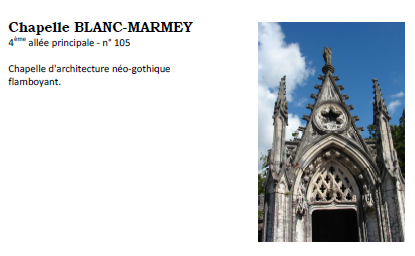 Chapelle BLANC-MARMEY
4ème allée principale - n° 105
Chapelle d'architecture néo-gothique
flamboyant.